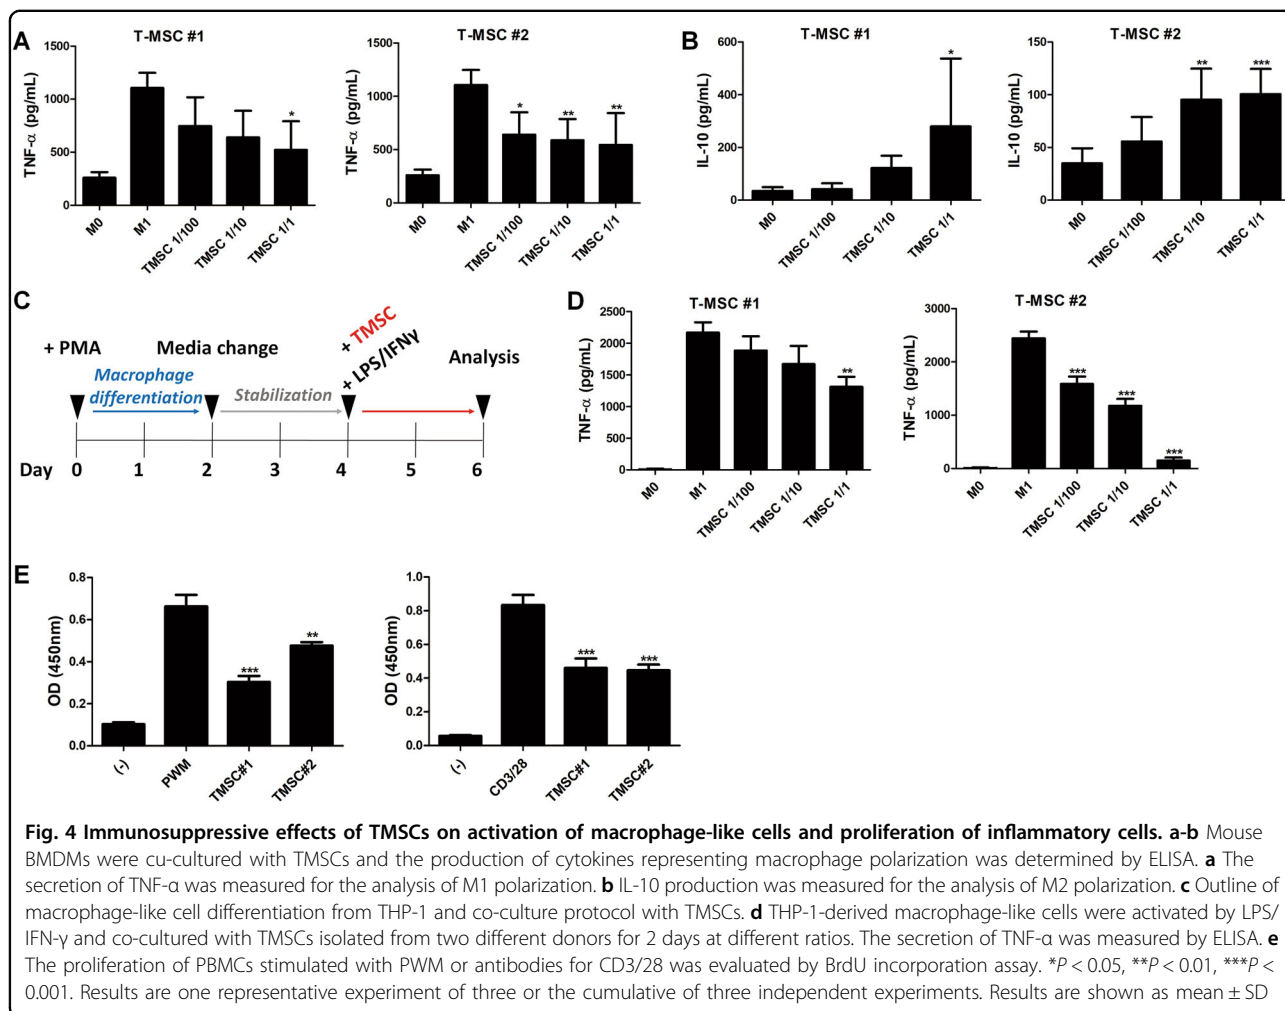 A
T-MSC #1
TNF-α (pg/mL)
1500
1000
500
0
M0
M1
TMSC 1/100
TMSC 1/10
TMSC 1/1
*
T-MSC #2
TNF-α (pg/mL)
1500
1000
500
0
M0
M1
TMSC 1/100
TMSC 1/10
TMSC 1/1
*
**
**
B
T-MSC #1
IL-10 (pg/mL)
600
400
200
0
M0
TMSC 1/100
TMSC 1/10
TMSC 1/1
*
T-MSC #2
IL-10 (pg/mL)
150
100
50
0
M0
TMSC 1/100
TMSC 1/10
TMSC 1/1
**
***
C
+ PMA
Media change
+ TMSC
+ LPS/IFNγ
Analysis
Macrophage
differentiation
Stabilization
Day 0 1 2 3 4 5 6
D
T-MSC #1
TNF-α (pg/mL)
2500
2000
1500
1000
500
0
M0
M1
TMSC 1/100
TMSC 1/10
TMSC 1/1
**
T-MSC #2
TNF-α (pg/mL)
3000
2000
1000
0
M0
M1
TMSC 1/100
TMSC 1/10
TMSC 1/1
***
***
***
E
OD (450nm)
0.8
0.6
0.4
0.2
0.0
(-)
PWM
TMSC#1
TMSC#2
***
**
OD (450nm)
1.0
0.8
0.6
0.4
0.2
0.0
(-)
CD3/28
TMSC#1
TMSC#2
***
***
Fig. 4 Immunosuppressive effects of TMSCs on activation of macrophage-like cells and proliferation of inflammatory cells. a-b Mouse
BMDMs were cu-cultured with TMSCs and the production of cytokines representing macrophage polarization was determined by ELISA. a The
secretion of TNF-α was measured for the analysis of M1 polarization. b IL-10 production was measured for the analysis of M2 polarization. c Outline of
macrophage-like cell differentiation from THP-1 and co-culture protocol with TMSCs. d THP-1-derived macrophage-like cells were activated by LPS/
IFN-γ and co-cultured with TMSCs isolated from two different donors for 2 days at different ratios. The secretion of TNF-α was measured by ELISA. e
The proliferation of PBMCs stimulated with PWM or antibodies for CD3/28 was evaluated by BrdU incorporation assay. *P < 0.05, **P < 0.01, ***P <
0.001. Results are one representative experiment of three or the cumulative of three independent experiments. Results are shown as mean ± SD